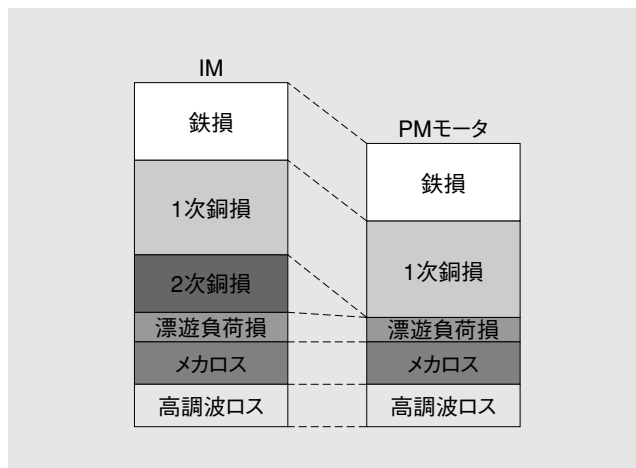 IM
鉄損
1次銅損
2次銅損
漂遊負荷損
メカロス
高調波ロス
PMモータ
鉄損
1次銅損
漂遊負荷損
メカロス
高調波ロス